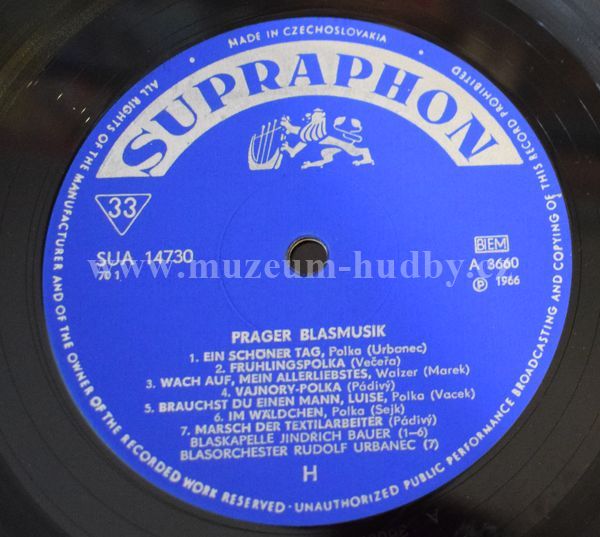 MADE IN CZECHOSLOVAKIA
SUPRAPHON
33
SUA 14730
70 1
BIEM
A 3660
Ⓟ 1966
www.muzeum-hudby.
PRAGER BLASMUSIK
1. EIN SCHÖNER TAG, Polka (Urbanec)
2. FRÜHLINGSPOLKA (Večeřa)
3. WACH AUF, MEIN ALLERLIEBSTES, Walzer (Marek)
4. VAJNORY-POLKA (Pádivý)
5. BRAUCHST DU EINEN MANN, LUISE, Polka (Vacek)
6. IM WÄLDCHEN, Polka (Sejk)
7. MARSCH DER TEXTILARBEITER (Pádivý)
BLASKAPELLE JINDŘICH BAUER (1–6)
BLASORCHESTER RUDOLF URBANEC (7)
H
ALL RIGHTS OF THE MANUFACTURER AND OF THE OWNER OF THE RECORDED WORK RESERVED · UNAUTHORIZED PUBLIC PERFORMANCE BROADCASTING AND COPYING OF THIS RECORD PROHIBITED